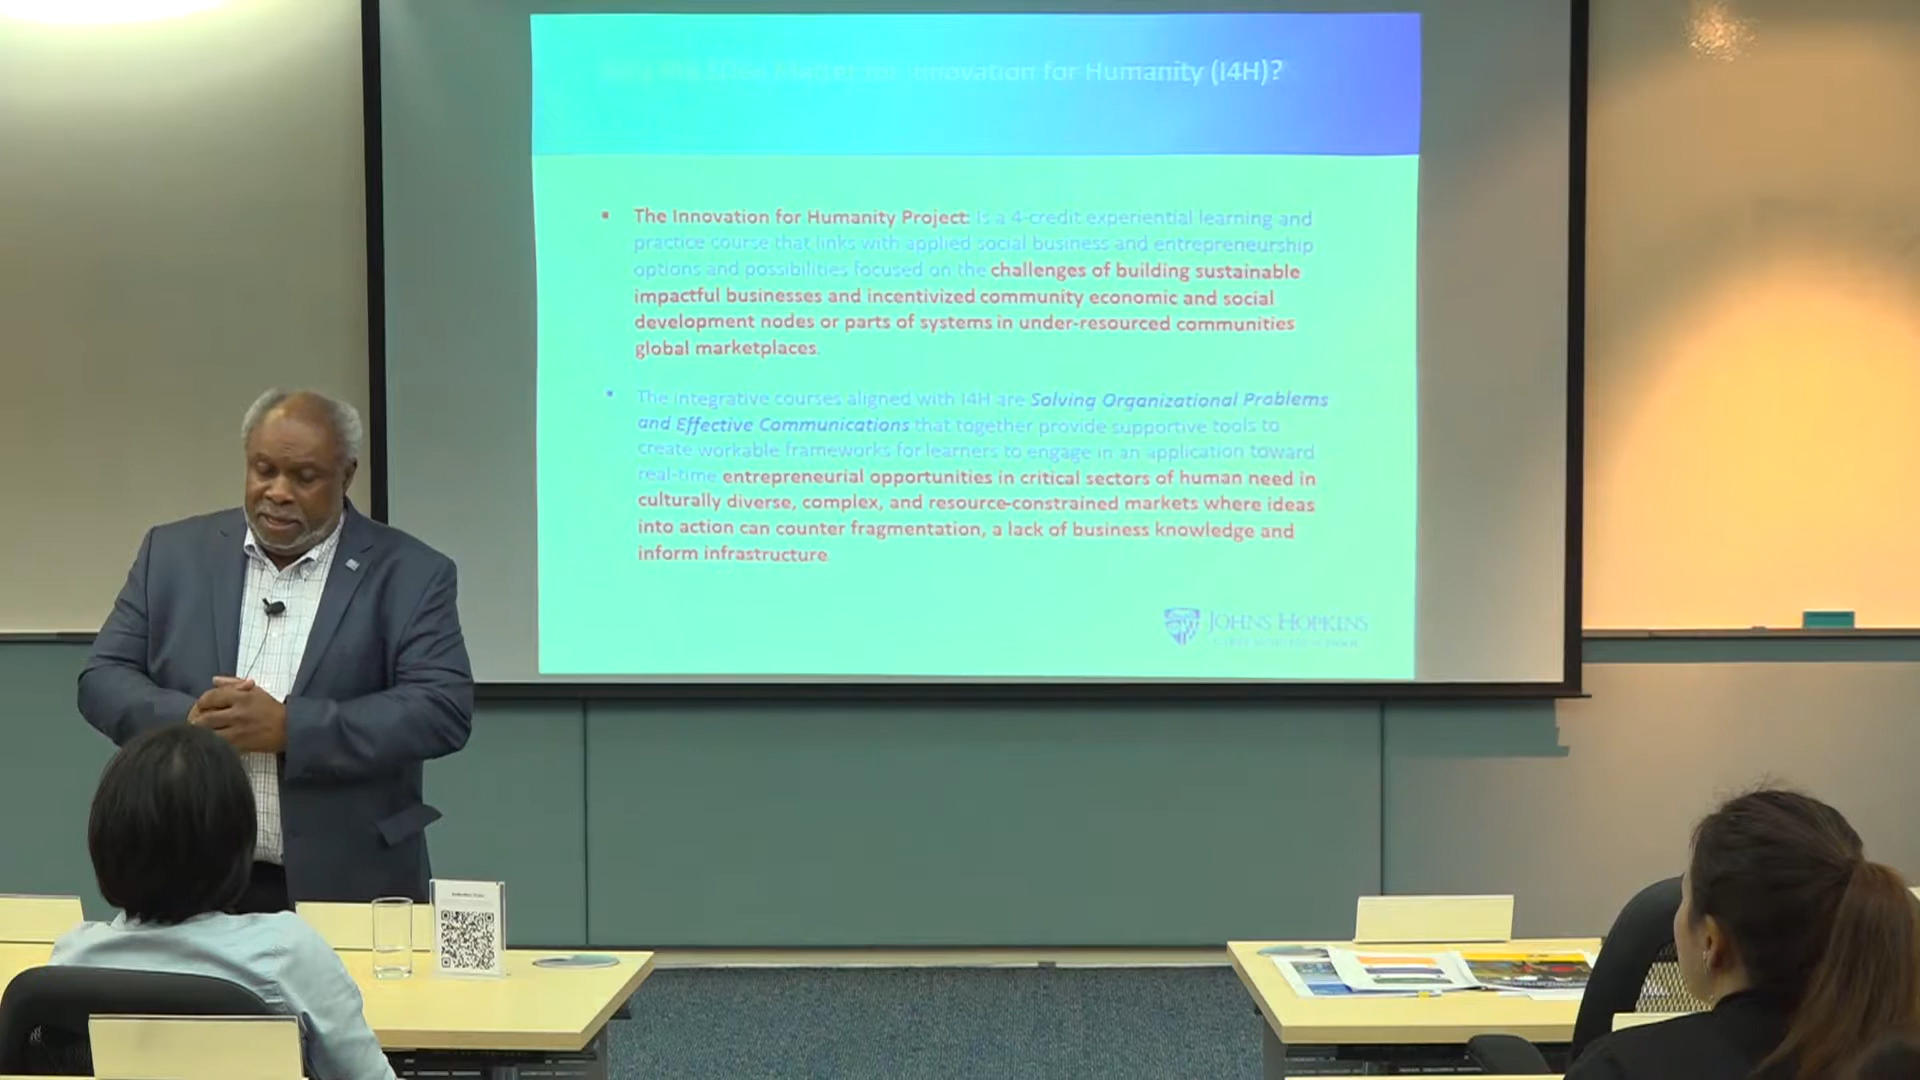 Matter for Innovation for Humanity (I4H)?
▪ The Innovation for Humanity Project: Is a 4-credit experiential learning and
practice course that links with applied social business and entrepreneurship
options and possibilities focused on the challenges of building sustainable
impactful businesses and incentivized community economic and social
development nodes or parts of systems in under-resourced communities
global marketplaces.
▪ The integrative courses aligned with I4H are Solving Organizational Problems
and Effective Communications that together provide supportive tools to
create workable frameworks for learners to engage in an application toward
real-time entrepreneurial opportunities in critical sectors of human need in
culturally diverse, complex, and resource-constrained markets where ideas
into action can counter fragmentation, a lack of business knowledge and
inform infrastructure
JOHNS HOPKINS